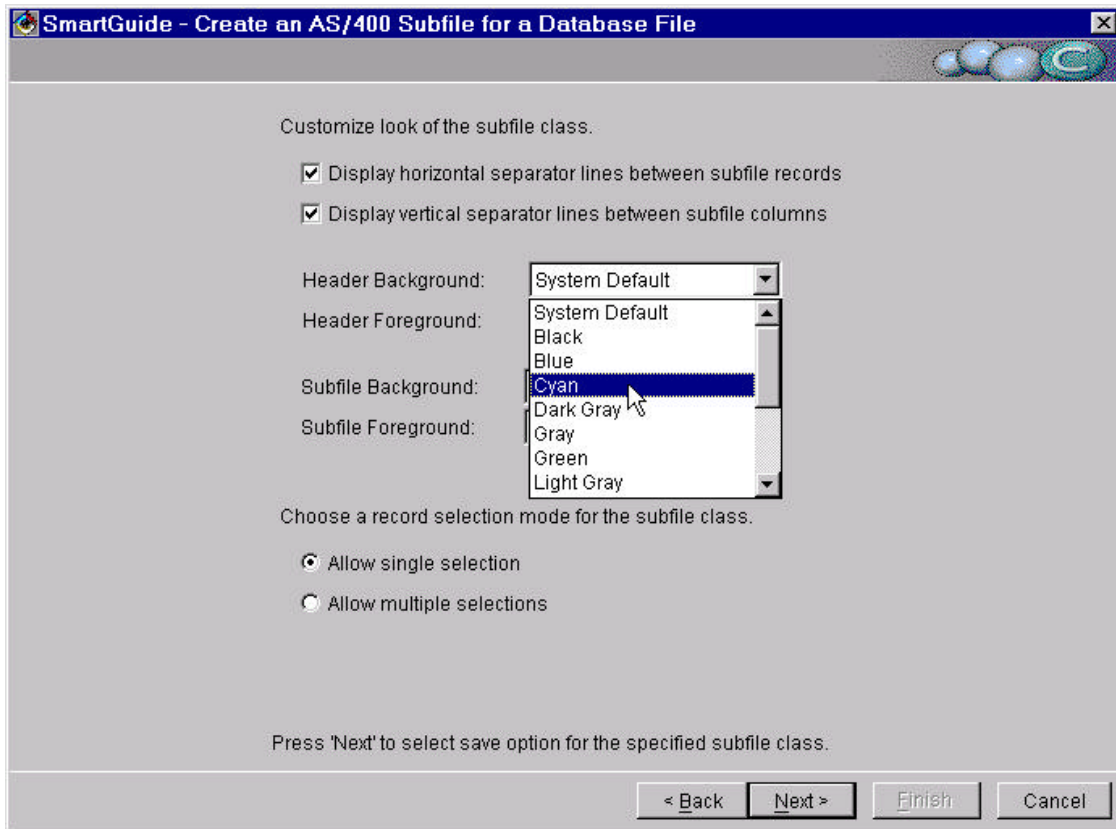 SmartGuide - Create an AS/400 Subfile for a Database File
Customize look of the subfile class.
Display horizontal separator lines between subfile records
Display vertical separator lines between subfile columns
Header Background: System Default
System Default
Header Foreground:
Black
Blue
Subfile Background: Cyan
Dark Gray
Subfile Foreground: Gray
Green
Light Gray
Choose a record selection mode for the subfile class.
Allow single selection
Allow multiple selections
Press 'Next' to select save option for the specified subfile class.
< Back Next > Finish Cancel